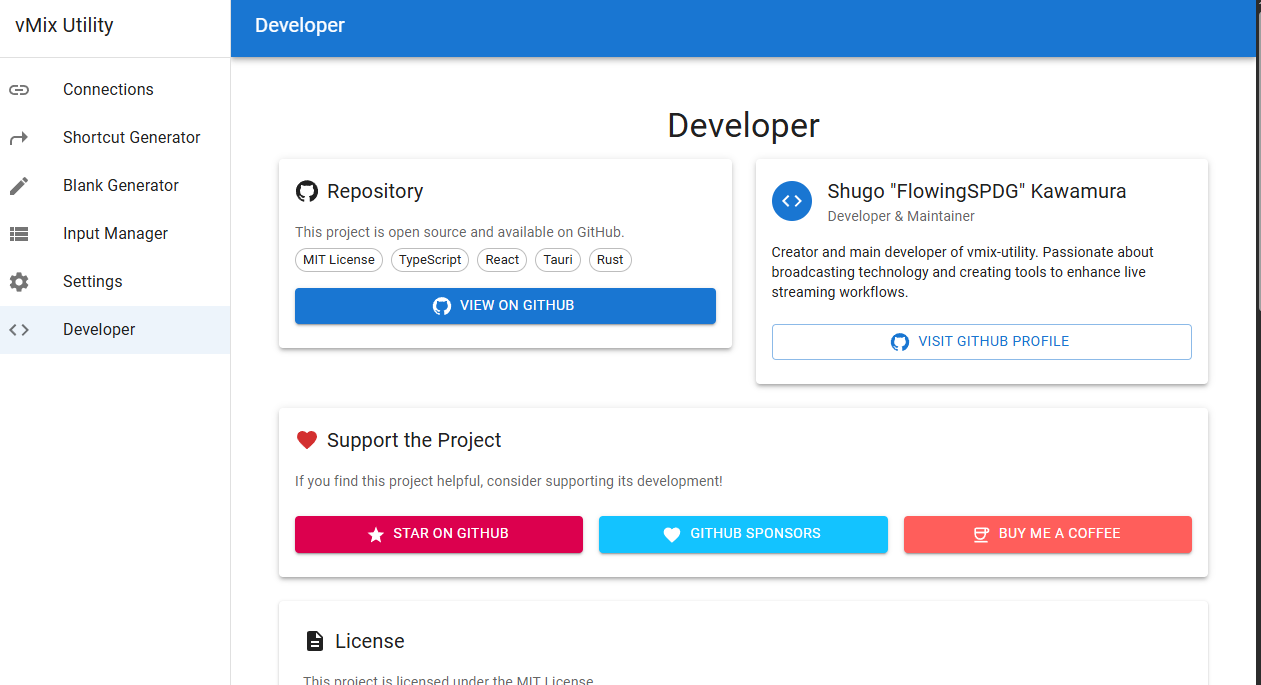 vMix Utility
Developer
Connections
Shortcut Generator
Blank Generator
Input Manager
Settings
Developer
Developer
Repository
This project is open source and available on GitHub.
MIT License TypeScript React Tauri Rust
VIEW ON GITHUB
Shugo "FlowingSPDG" Kawamura
Developer & Maintainer
Creator and main developer of vmix-utility. Passionate about
broadcasting technology and creating tools to enhance live
streaming workflows.
VISIT GITHUB PROFILE
Support the Project
If you find this project helpful, consider supporting its development!
STAR ON GITHUB GITHUB SPONSORS BUY ME A COFFEE
License
This project is licensed under the MIT License